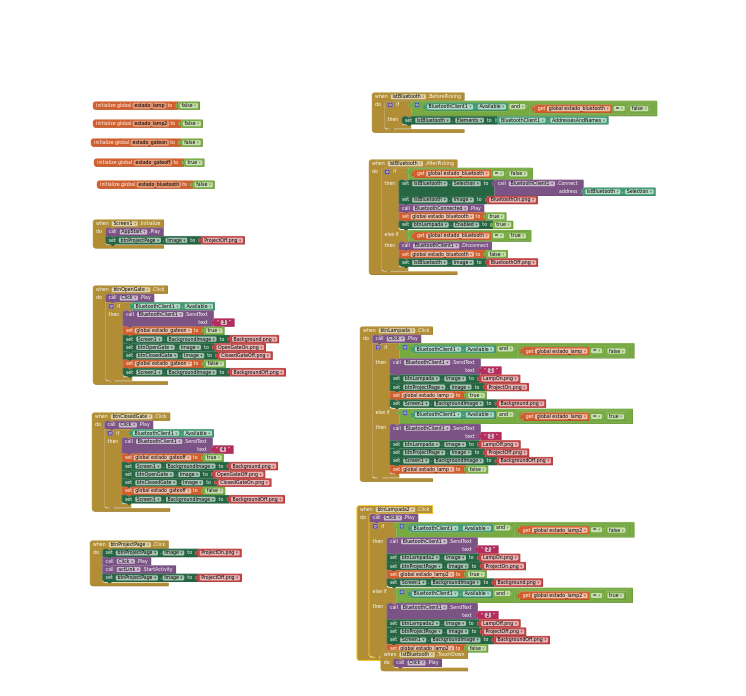 initialize global estado_lamp to false
initialize global estado_lamp2 to false
initialize global estado_gateon to false
initialize global estado_gateoff to true
initialize global estado_bluetooth to false
when Screen1 .Initialize
do call AppStart .Play
set btnProjectPage . Image to ProjectOff.png
when btnOpenGate .Click
do call Click .Play
if BluetoothClient1 . Available
then call BluetoothClient1 .SendText
text " 3 "
set global estado_gateon to true
set Screen1 . BackgroundImage to Background.png
set btnOpenGate . Image to OpenGateOn.png
set btnClosedGate . Image to ClosedGateOff.png
set global estado_gateon to false
set Screen1 . BackgroundImage to BackgroundOff.png
when btnClosedGate .Click
do call Click .Play
if BluetoothClient1 . Available
then call BluetoothClient1 .SendText
text " 4 "
set global estado_gateoff to true
set Screen1 . BackgroundImage to Background.png
set btnOpenGate . Image to OpenGateOff.png
set btnClosedGate . Image to ClosedGateOn.png
set global estado_gateoff to false
set Screen1 . BackgroundImage to BackgroundOff.png
when btnProjectPage .Click
do set btnProjectPage . Image to ProjectOn.png
call Click .Play
call actLink .StartActivity
set btnProjectPage . Image to ProjectOff.png
when lstBluetooth .BeforePicking
do if BluetoothClient1 . Available and get global estado_bluetooth = false
then set lstBluetooth . Elements to BluetoothClient1 . AddressesAndNames
when lstBluetooth .AfterPicking
do if get global estado_bluetooth = false
then set lstBluetooth . Selection to call BluetoothClient1 .Connect
address lstBluetooth . Selection
set lstBluetooth . Image to BluetoothOn.png
call BluetoothConnected .Play
set global estado_bluetooth to true
set btnLampada . Enabled to true
else if get global estado_bluetooth = true
then call BluetoothClient1 .Disconnect
set global estado_bluetooth to false
set lstBluetooth . Image to BluetoothOff.png
when btnLampada .Click
do call Click .Play
if BluetoothClient1 . Available and get global estado_lamp = false
then call BluetoothClient1 .SendText
text " 1 "
set btnLampada . Image to LampOn.png
set btnProjectPage . Image to ProjectOn.png
set global estado_lamp to true
set Screen1 . BackgroundImage to Background.png
else if BluetoothClient1 . Available and get global estado_lamp = true
then call BluetoothClient1 .SendText
text " 1 "
set btnLampada . Image to LampOff.png
set btnProjectPage . Image to ProjectOff.png
set Screen1 . BackgroundImage to BackgroundOff.png
set global estado_lamp to false
when btnLampada2 .Click
do call Click .Play
if BluetoothClient1 . Available and get global estado_lamp2 = false
then call BluetoothClient1 .SendText
text " 2 "
set btnLampada2 . Image to LampOn.png
set btnProjectPage . Image to ProjectOn.png
set global estado_lamp2 to true
set Screen1 . BackgroundImage to Background.png
else if BluetoothClient1 . Available and get global estado_lamp2 = true
then call BluetoothClient1 .SendText
text " 2 "
set btnLampada2 . Image to LampOff.png
set btnProjectPage . Image to ProjectOff.png
set Screen1 . BackgroundImage to BackgroundOff.png
set global estado_lamp2 to false
when lstBluetooth .TouchDown
do call Click .Play